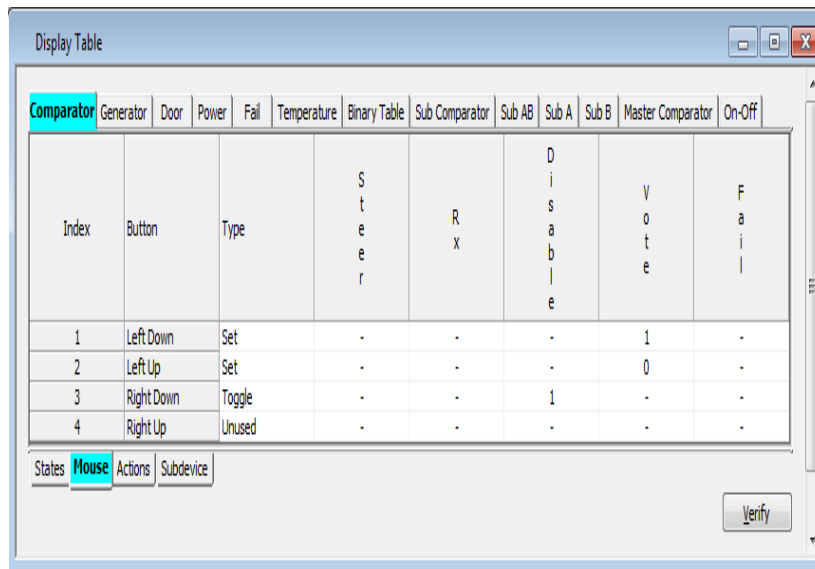 Display Table
Comparator Generator Door Power Fail Temperature Binary Table Sub Comparator Sub AB Sub A Sub B Master Comparator On-Off
Index Button Type Steer Rx Disable Vote Fail
1 Left Down Set - - - 1 -
2 Left Up Set - - - 0 -
3 Right Down Toggle - - 1 - -
4 Right Up Unused - - - - -
States Mouse Actions Subdevice
Verify